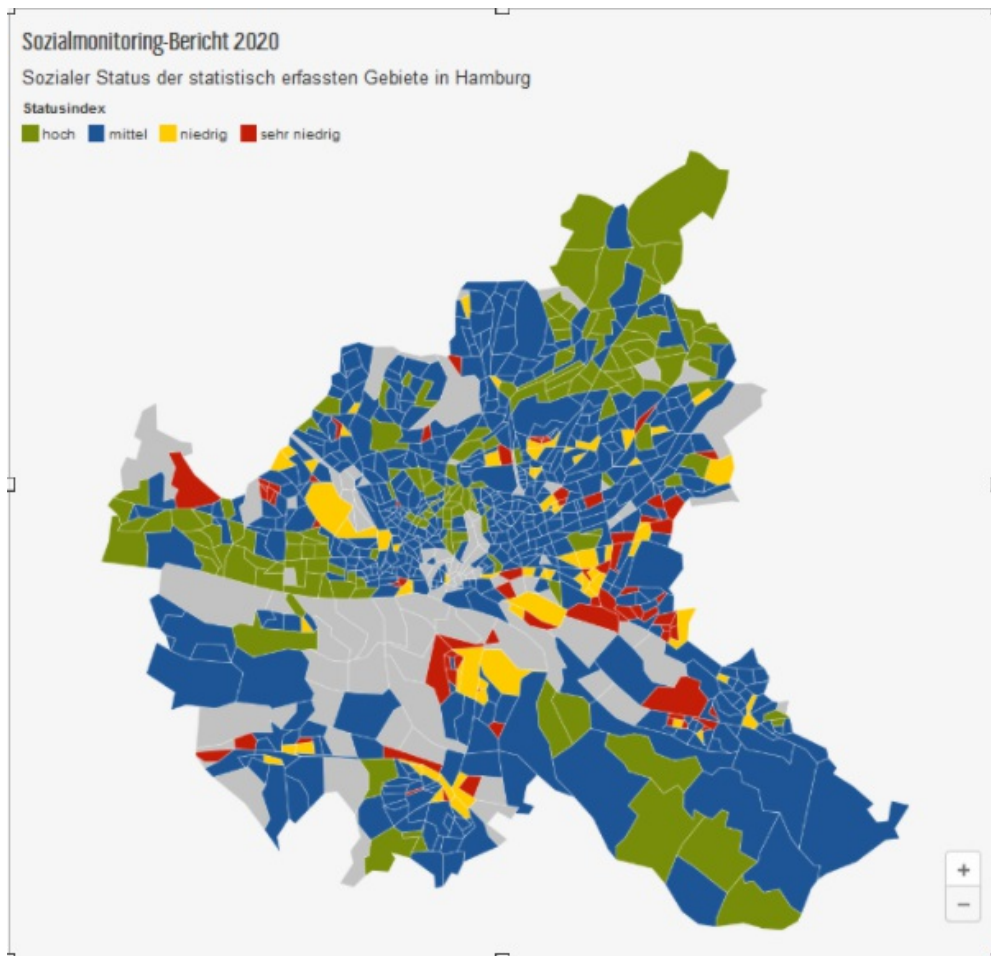 Sozialmonitoring-Bericht 2020
Sozialer Status der statistisch erfassten Gebiete in Hamburg
Statusindex
hoch mittel niedrig sehr niedrig
+
−